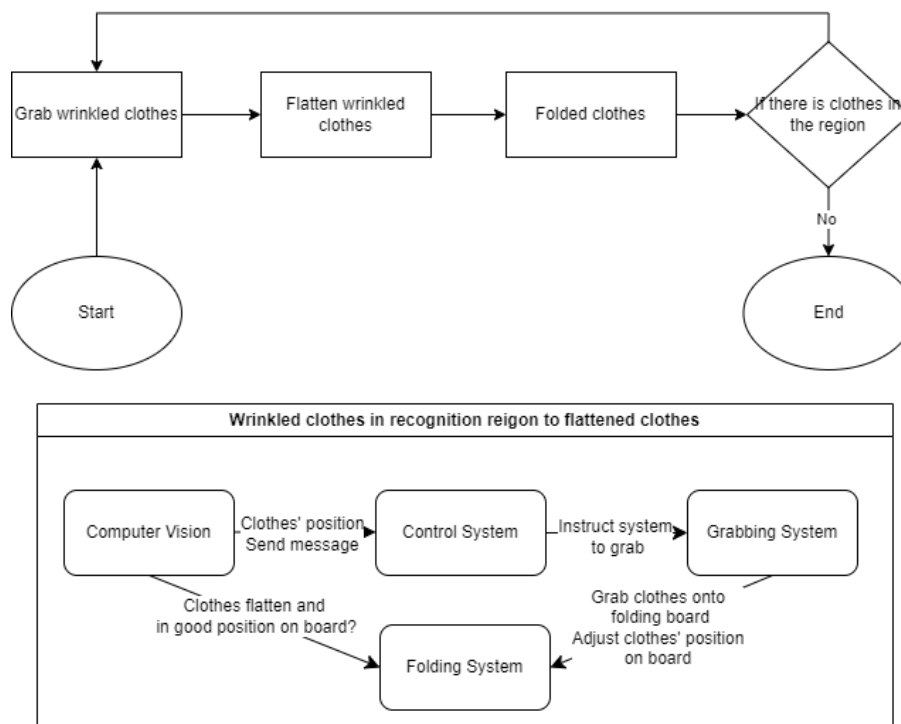 Grab wrinkled clothes
Flatten wrinkled
clothes
Folded clothes
If there is clothes in
the region
No
Start
End
Wrinkled clothes in recognition reigon to flattened clothes
Computer Vision
Clothes' position
Send message
Control System
Instruct system
to grab
Grabbing System
Clothes flatten and
in good position on board?
Grab clothes onto
folding board
Adjust clothes' position
on board
Folding System